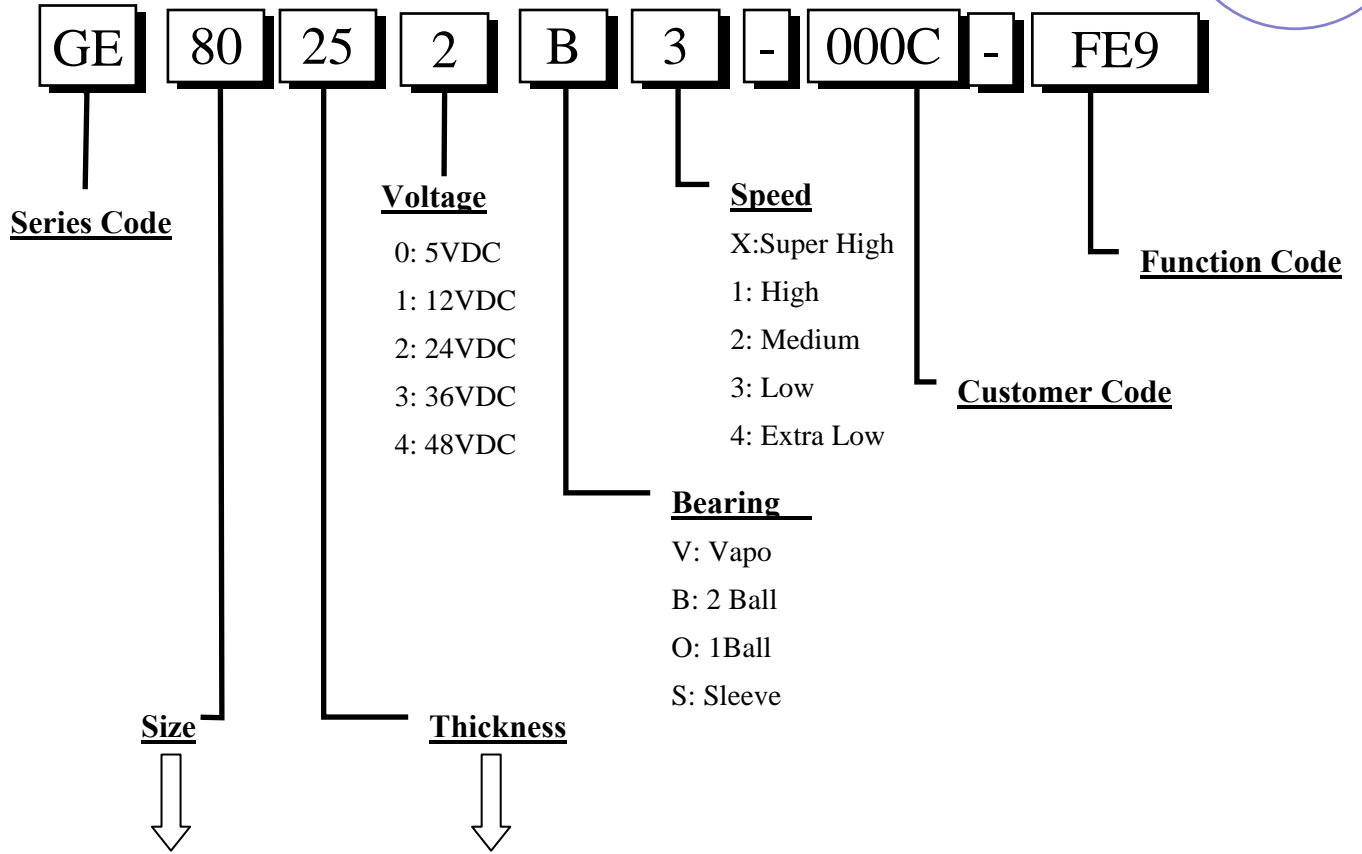 GE 80 25 2 B 3 - 000C - FE9
Series Code
Voltage
0: 5VDC
1: 12VDC
2: 24VDC
3: 36VDC
4: 48VDC
Speed
X:Super High
1: High
2: Medium
3: Low
4: Extra Low
Function Code
Customer Code
Bearing
V: Vapo
B: 2 Ball
O: 1Ball
S: Sleeve
Size
Thickness